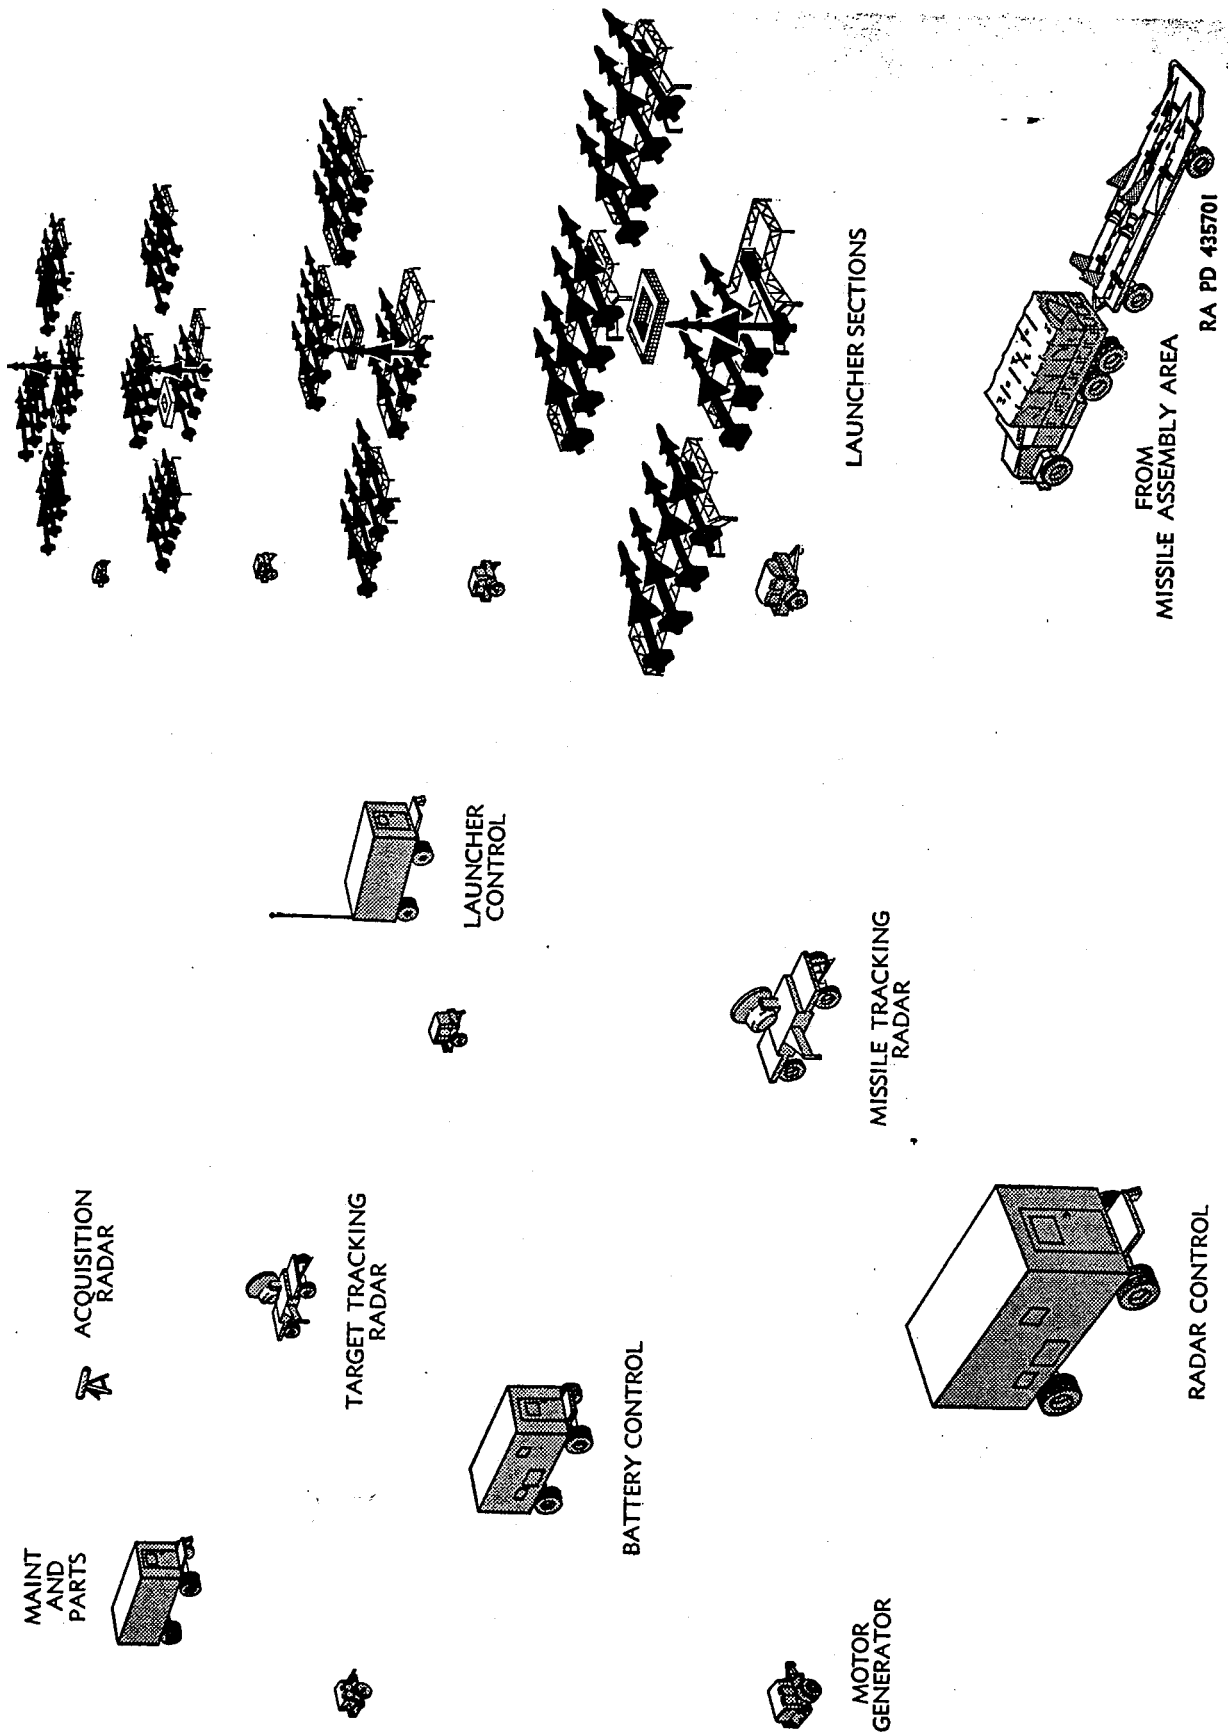 MAINT
AND
PARTS
ACQUISITION
RADAR
TARGET TRACKING
RADAR
BATTERY CONTROL
MOTOR
GENERATOR
RADAR CONTROL
LAUNCHER
CONTROL
MISSILE TRACKING
RADAR
LAUNCHER SECTIONS
FROM
MISSILE ASSEMBLY AREA
RA PD 435701